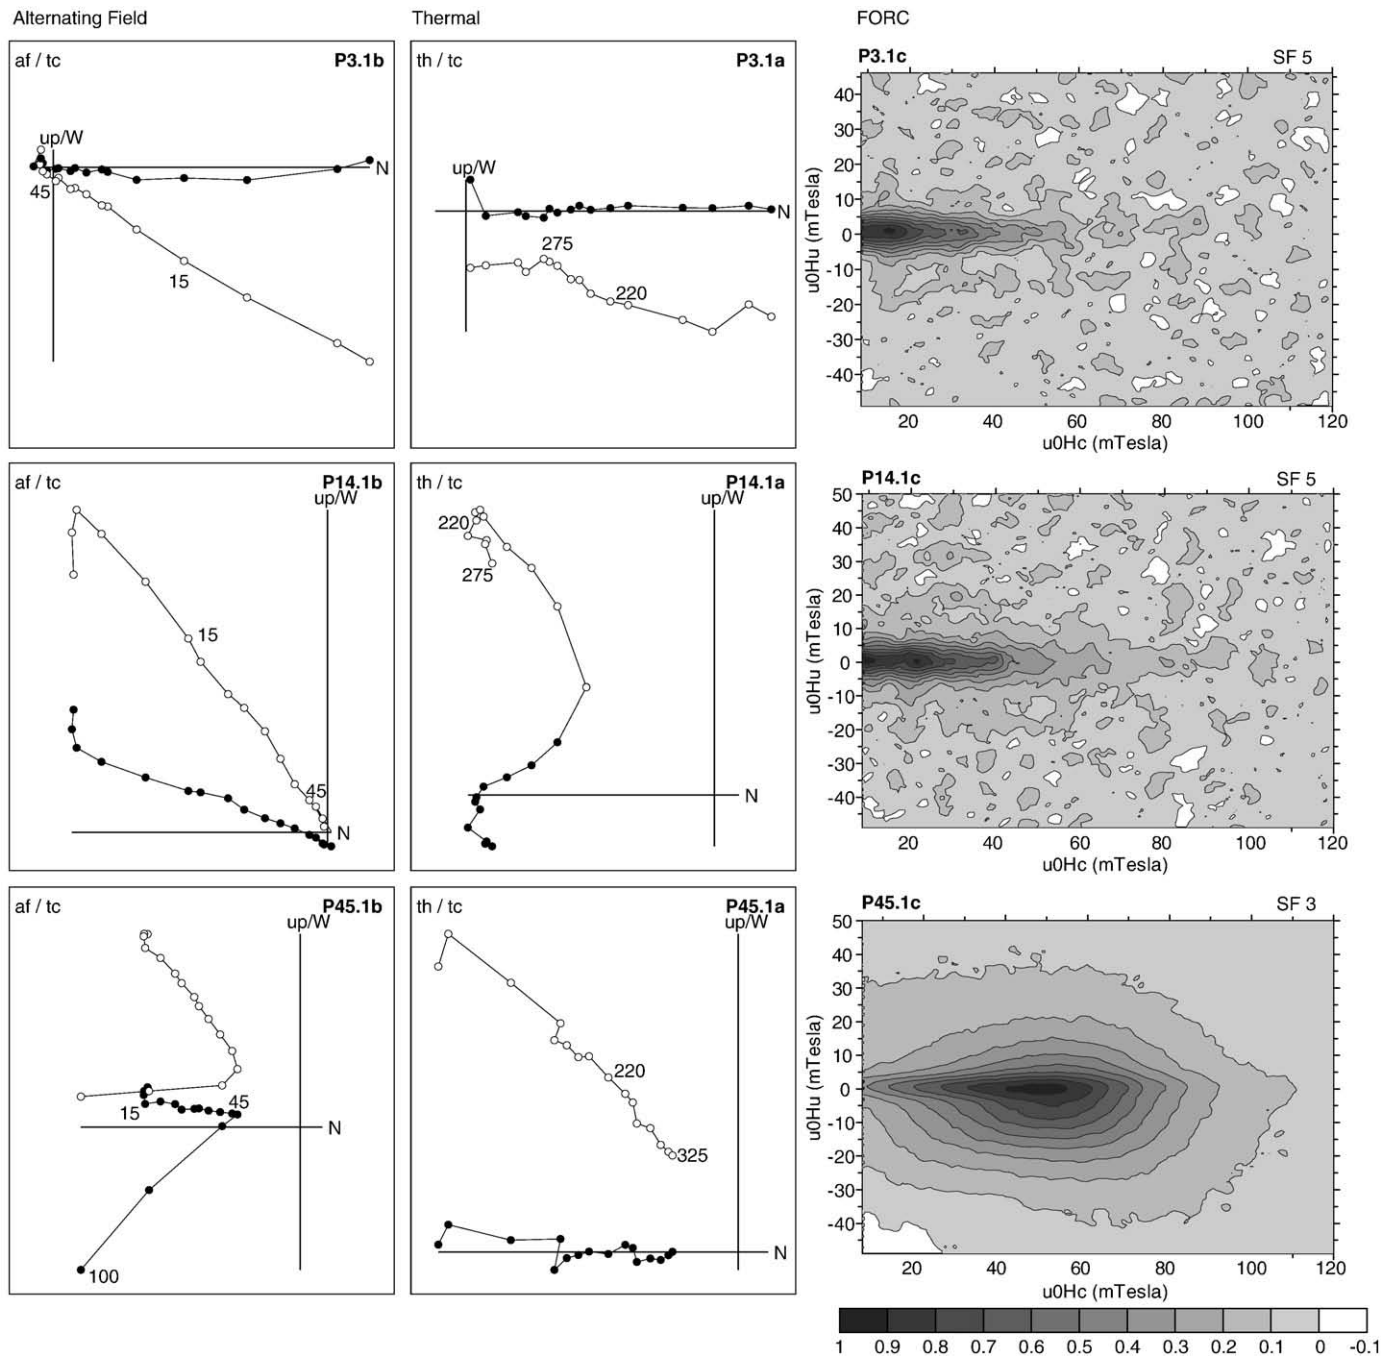 Alternating Field
Thermal
FORC
af / tc
P3.1b
up/W
N
45
15
th / tc
P3.1a
up/W
N
275
220
P3.1c
SF 5
40
30
20
10
0
-10
-20
-30
-40
u0Hu (mTesla)
20 40 60 80 100 120
u0Hc (mTesla)
af / tc
P14.1b
up/W
15
45
N
th / tc
P14.1a
up/W
220
275
N
P14.1c
SF 5
50
40
30
20
10
0
-10
-20
-30
-40
u0Hu (mTesla)
20 40 60 80 100 120
u0Hc (mTesla)
af / tc
P45.1b
up/W
15
45
N
100
th / tc
P45.1a
up/W
220
325
N
P45.1c
SF 3
50
40
30
20
10
0
-10
-20
-30
-40
u0Hu (mTesla)
20 40 60 80 100 120
u0Hc (mTesla)
1 0.9 0.8 0.7 0.6 0.5 0.4 0.3 0.2 0.1 0 -0.1